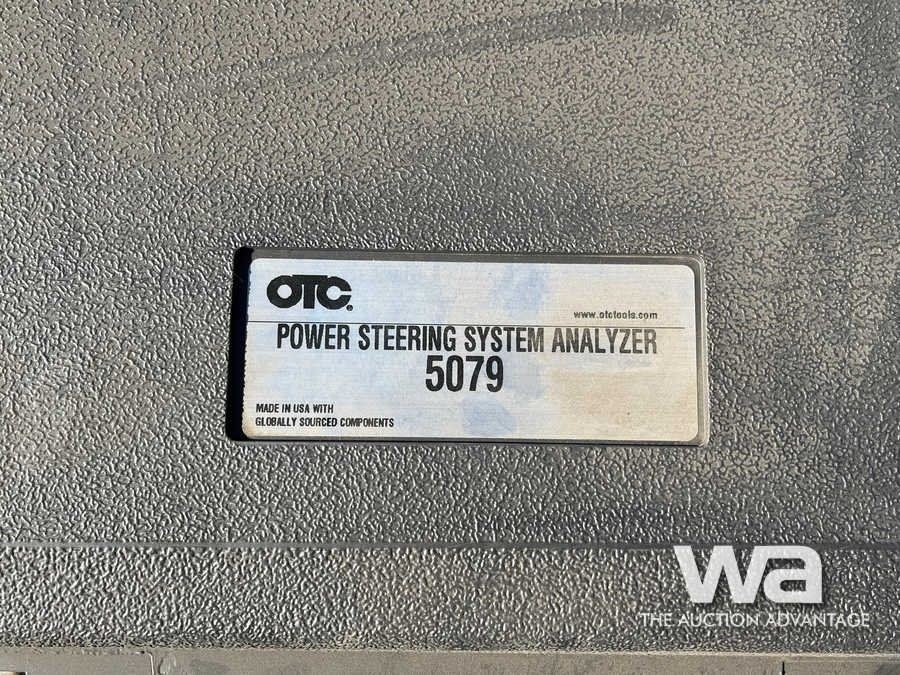 OTC®
www.otctools.com
POWER STEERING SYSTEM ANALYZER
5079
MADE IN USA WITH
GLOBALLY SOURCED COMPONENTS
wa
THE AUCTION ADVANTAGE